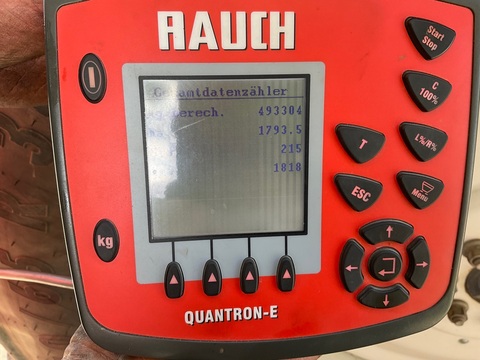 RAUCH
Start
Stop
Gesamtdatenzähler
493304
1793.5
215
1818
C
100%
T
L%/R%
ESC
Menu
kg
QUANTRON-E